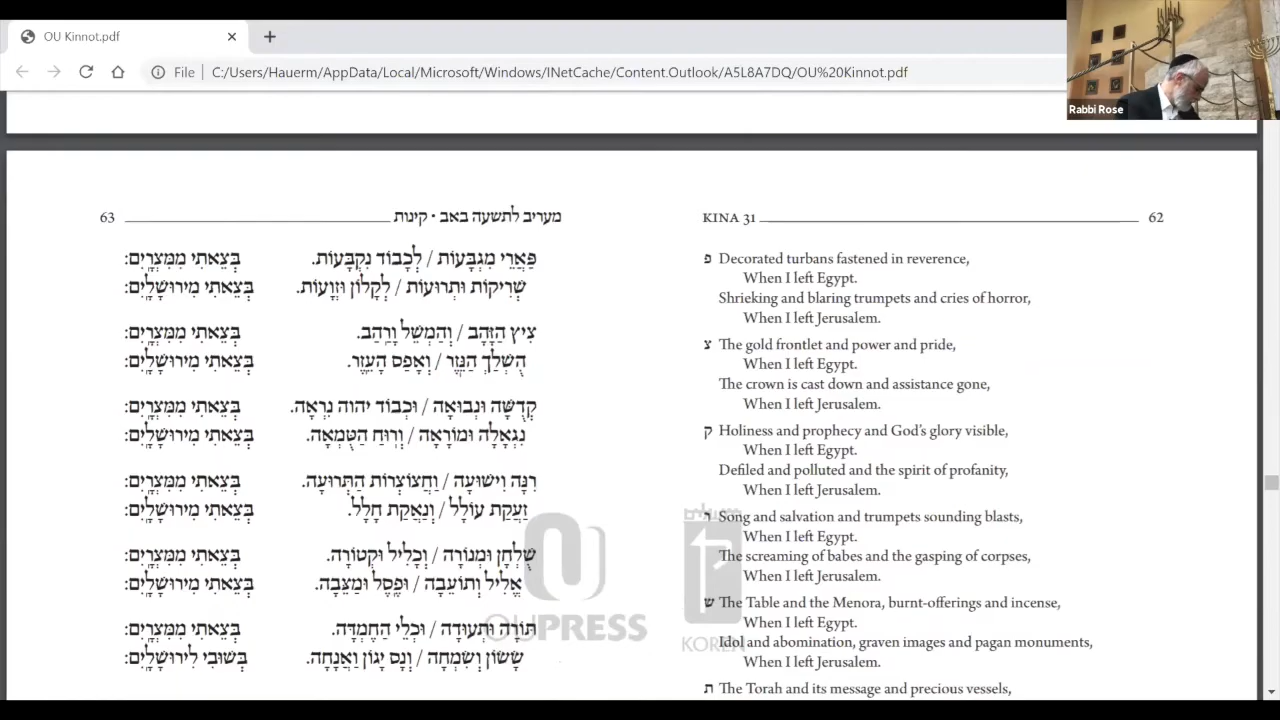 OU Kinnot.pdf
File
C:/Users/Hauerm/AppData/Local/Microsoft/Windows/INetCache/Content.Outlook/A5L8A7DQ/OU%20Kinnot.pdf
Rabbi Rose
63 מעריב לתשעה באב · קינות
פַּאֲרֵי מִגְבָּעוֹת / לְכָבוֹד נִקְבָּעוֹת. בְּצֵאתִי מִמִּצְרָֽיִם:
שְׁרִיקוֹת וּתְרוּעוֹת / לְקָלוֹן וּזְוָעוֹת. בְּצֵאתִי מִירוּשָׁלָֽיִם:
צִיץ הַזָּהָב / וְהַמְשֵׁל וָרַֽהַב. בְּצֵאתִי מִמִּצְרָֽיִם:
הֻשְׁלַךְ הַנֵּֽזֶר / וְאָפֵס הָעֵֽזֶר. בְּצֵאתִי מִירוּשָׁלָֽיִם:
קְדֻשָּׁה וּנְבוּאָה / וּכְבוֹד יהוה נִרְאָה. בְּצֵאתִי מִמִּצְרָֽיִם:
נִגְאָלָה וּמוֹרָאָה / וְרֽוּחַ הַטֻּמְאָה. בְּצֵאתִי מִירוּשָׁלָֽיִם:
רִנָּה וִישׁוּעָה / וַחֲצוֹצְרוֹת הַתְּרוּעָה. בְּצֵאתִי מִמִּצְרָֽיִם:
זַעֲקַת עוֹלָל / וְנַאֲקַת חָלָל. בְּצֵאתִי מִירוּשָׁלָֽיִם:
שֻׁלְחָן וּמְנוֹרָה / וְכָלִיל וּקְטוֹרָה. בְּצֵאתִי מִמִּצְרָֽיִם:
אֱלִיל וְתוֹעֵבָה / וּפֶֽסֶל וּמַצֵּבָה. בְּצֵאתִי מִירוּשָׁלָֽיִם:
תּוֹרָה וּתְעוּדָה / וּכְלֵי הַחֶמְדָּה. בְּצֵאתִי מִמִּצְרָֽיִם:
שָׂשׂוֹן וְשִׂמְחָה / וְנָס יָגוֹן וַאֲנָחָה. בְּשׁוּבִי לִירוּשָׁלָֽיִם:
KINA 31 62
פ Decorated turbans fastened in reverence,
When I left Egypt.
Shrieking and blaring trumpets and cries of horror,
When I left Jerusalem.
צ The gold frontlet and power and pride,
When I left Egypt.
The crown is cast down and assistance gone,
When I left Jerusalem.
ק Holiness and prophecy and God's glory visible,
When I left Egypt.
Defiled and polluted and the spirit of profanity,
When I left Jerusalem.
ר Song and salvation and trumpets sounding blasts,
When I left Egypt.
The screaming of babes and the gasping of corpses,
When I left Jerusalem.
ש The Table and the Menora, burnt-offerings and incense,
When I left Egypt.
Idol and abomination, graven images and pagan monuments,
When I left Jerusalem.
ת The Torah and its message and precious vessels,
OU PRESS
KOREN